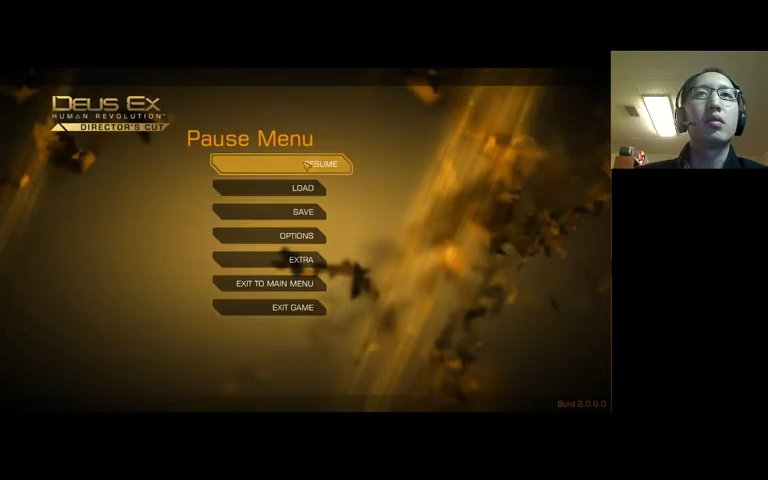 DEUS EX
HUMAN REVOLUTION™
DIRECTOR'S CUT
Pause Menu
RESUME
LOAD
SAVE
OPTIONS
EXTRA
EXIT TO MAIN MENU
EXIT GAME
Build 2.0.0.0